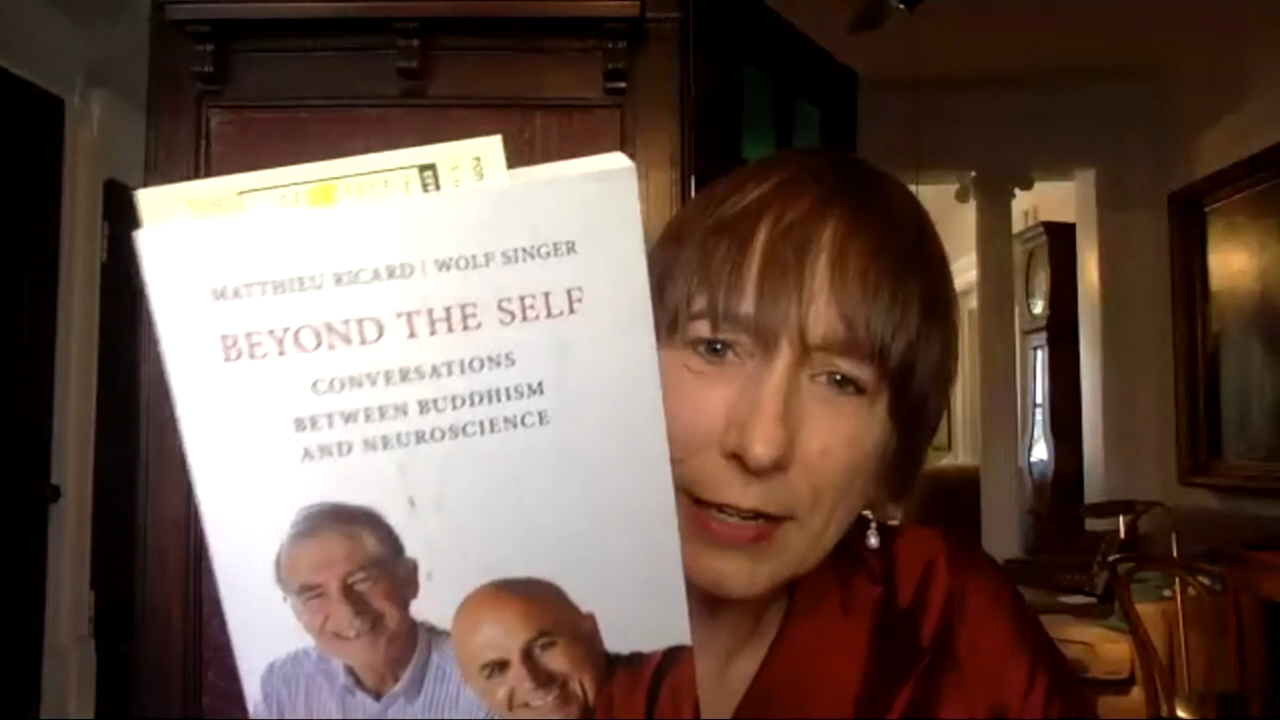 MATTHIEU RICARD | WOLF SINGER
BEYOND THE SELF
CONVERSATIONS
BETWEEN BUDDHISM
AND NEUROSCIENCE